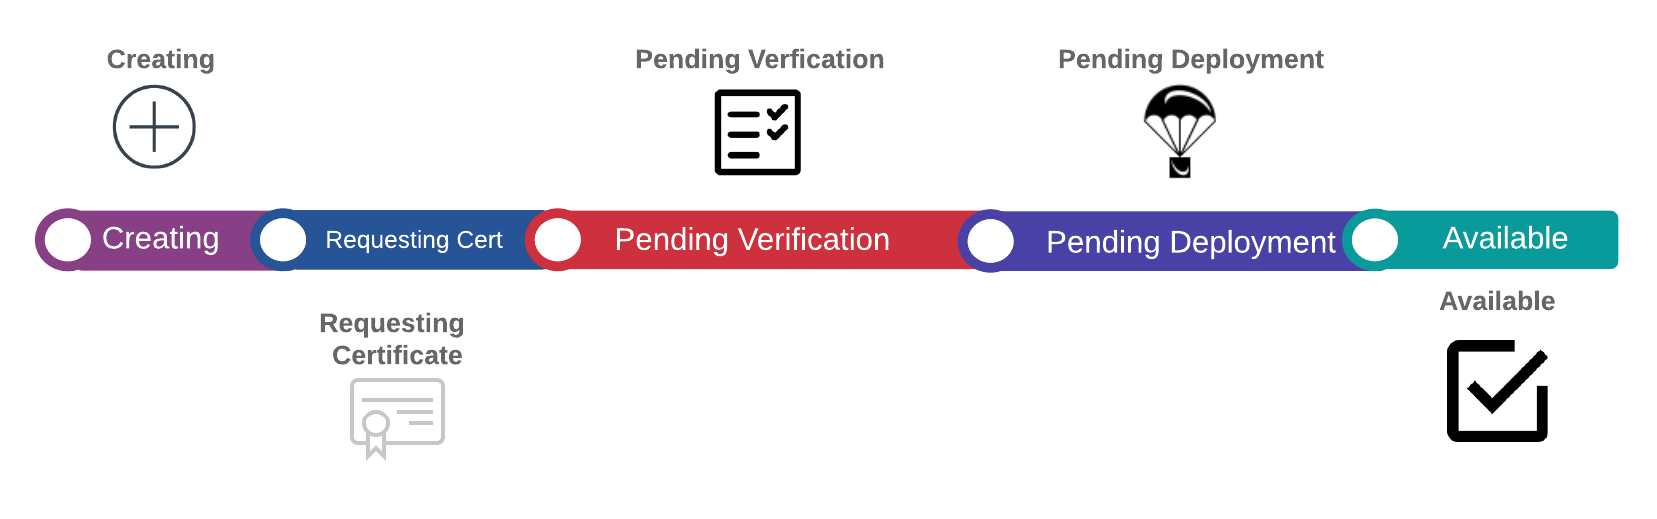 Creating
Pending Verfication
Pending Deployment
Creating
Requesting Cert
Pending Verification
Pending Deployment
Available
Requesting
Certificate
Available